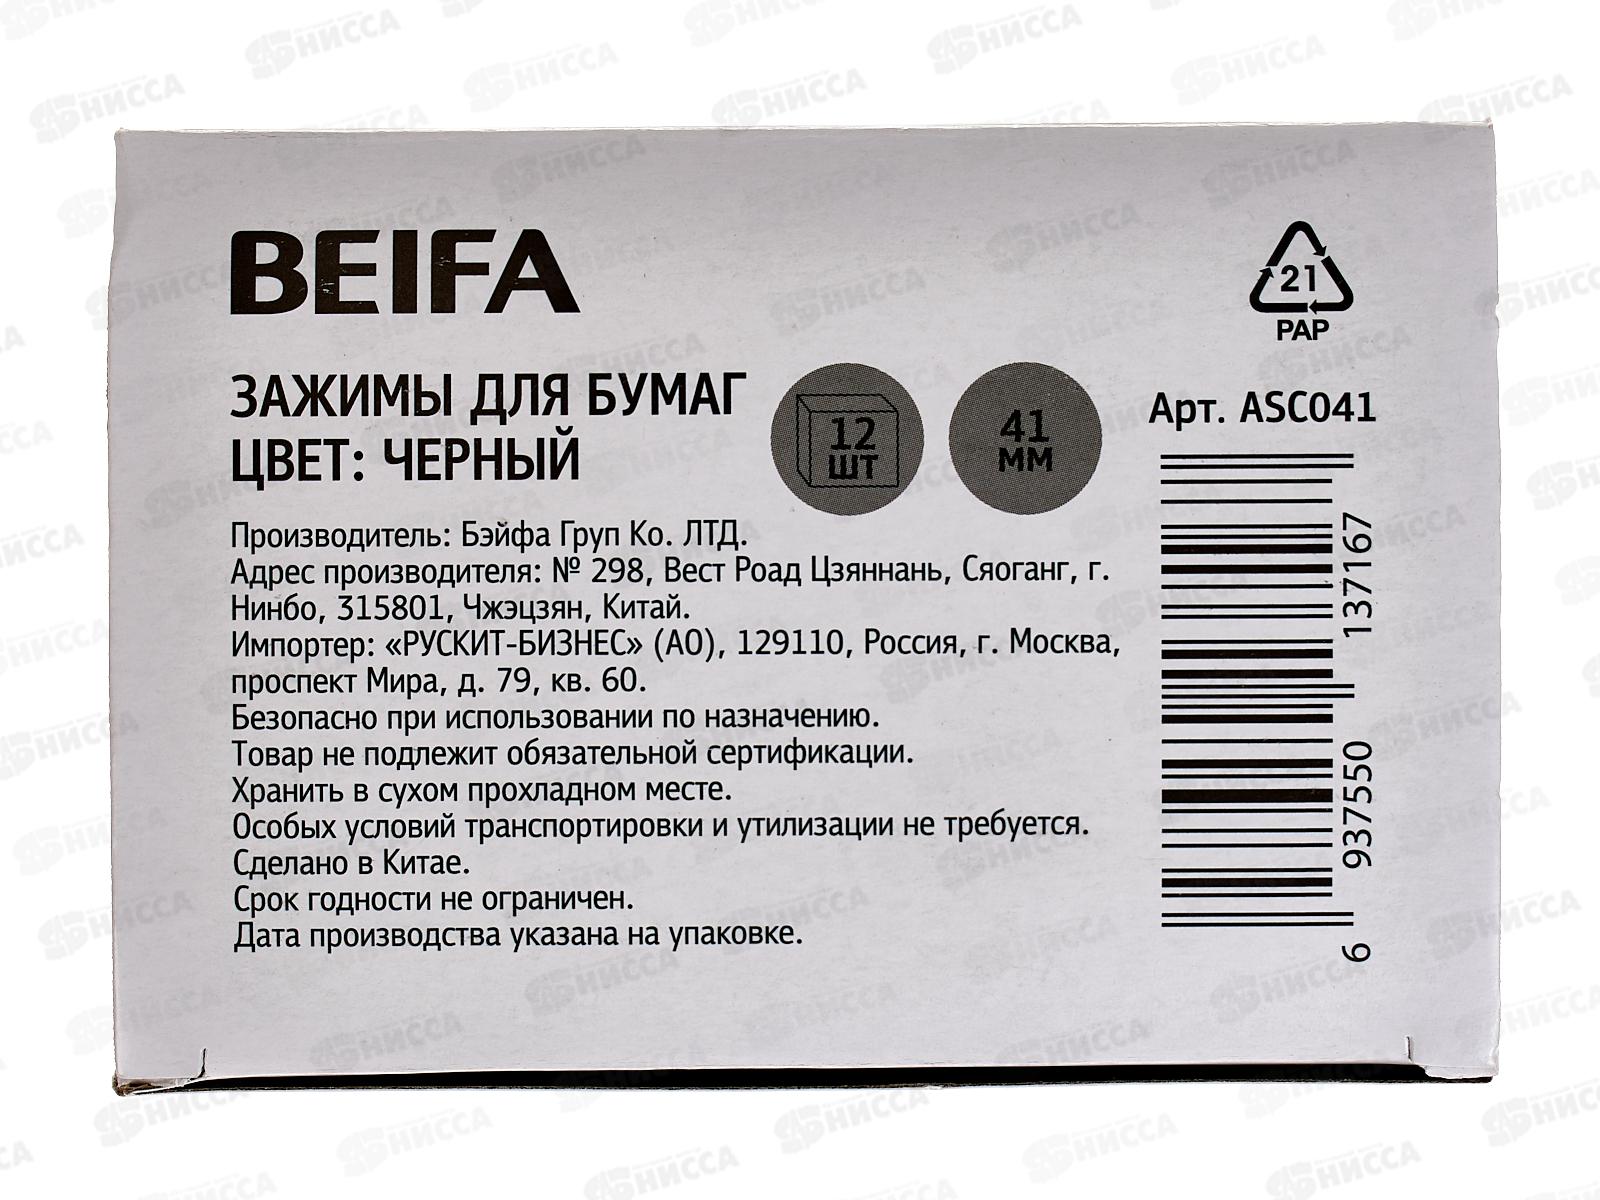 BEIFA
21
PAP
ЗАЖИМЫ ДЛЯ БУМАГ
ЦВЕТ: ЧЕРНЫЙ
12
ШТ
41
ММ
Арт. ASC041
Производитель: Бэйфа Груп Ко. ЛТД.
Адрес производителя: № 298, Вест Роад Цзяннань, Сяоганг, г.
Нинбо, 315801, Чжэцзян, Китай.
Импортер: «РУСКИТ-БИЗНЕС» (АО), 129110, Россия, г. Москва,
проспект Мира, д. 79, кв. 60.
Безопасно при использовании по назначению.
Товар не подлежит обязательной сертификации.
Хранить в сухом прохладном месте.
Особых условий транспортировки и утилизации не требуется.
Сделано в Китае.
Срок годности не ограничен.
Дата производства указана на упаковке.
6 937550 137167